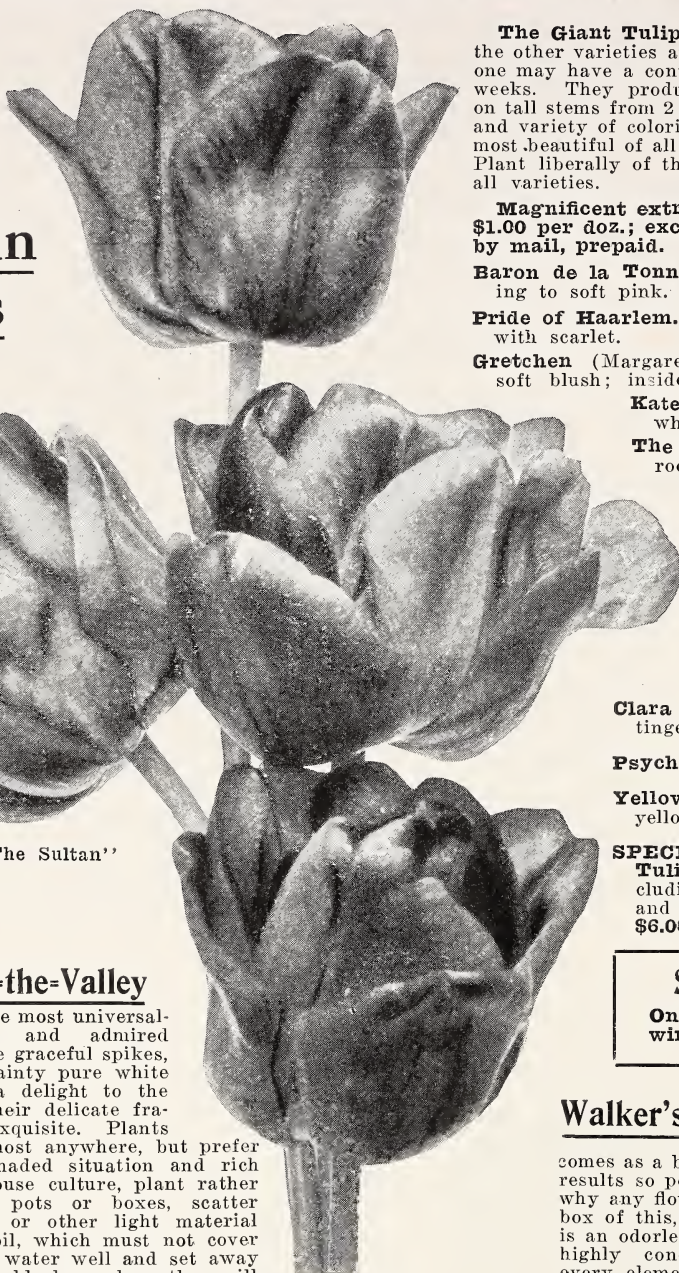 The Giant Tulip
the other varieties a
one may have a con
weeks. They produ
on tall stems from 2
and variety of colori
most beautiful of all
Plant liberally of th
all varieties.
Magnificent extr
$1.00 per doz.; exc
by mail, prepaid.
Baron de la Tonn
ing to soft pink.
Pride of Haarlem.
with scarlet.
Gretchen (Margare
soft blush; inside
Kate
wh
The
ro
Clara
tinge
Psych
Yellow
yello
SPECI
Tuli
cludi
and
$6.0
n
s
he Sultan"
-the-Valley
e most universal-
and admired
e graceful spikes,
ainty pure white
a delight to the
heir delicate fra-
xquisite. Plants
most anywhere, but prefer
haded situation and rich
ouse culture, plant rather
pots or boxes, scatter
or other light material
oil, which must not cover
water well and set away
S
On
win
Walker's
comes as a b
results so p
why any flo
box of this,
is an odorle
highly con
every eleme